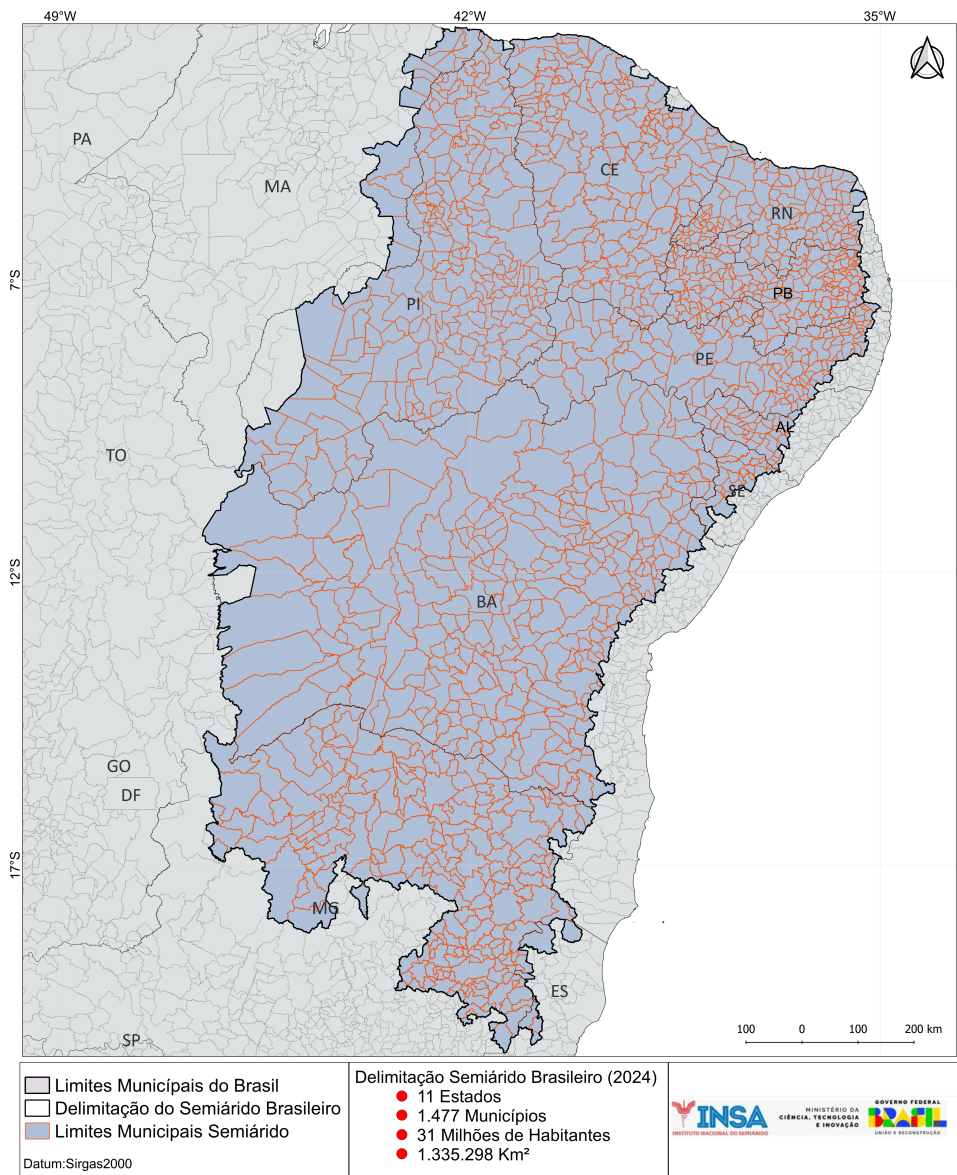 49°W
42°W
35°W
PA
MA
CE
RN
7°S
PI
PB
PE
AL
TO
SE
12°S
BA
GO
DF
17°S
MG
ES
SP
100 0 100 200 km
Limites Municípais do Brasil
Delimitação do Semiárido Brasileiro
Limites Municipais Semiárido
Datum:Sirgas2000
Delimitação Semiárido Brasileiro (2024)
11 Estados
1.477 Municípios
31 Milhões de Habitantes
1.335.298 Km²
INSA
INSTITUTO NACIONAL DO SEMIÁRIDO
MINISTÉRIO DA
CIÊNCIA, TECNOLOGIA
E INOVAÇÃO
GOVERNO FEDERAL
BRASIL
UNIÃO E RECONSTRUÇÃO